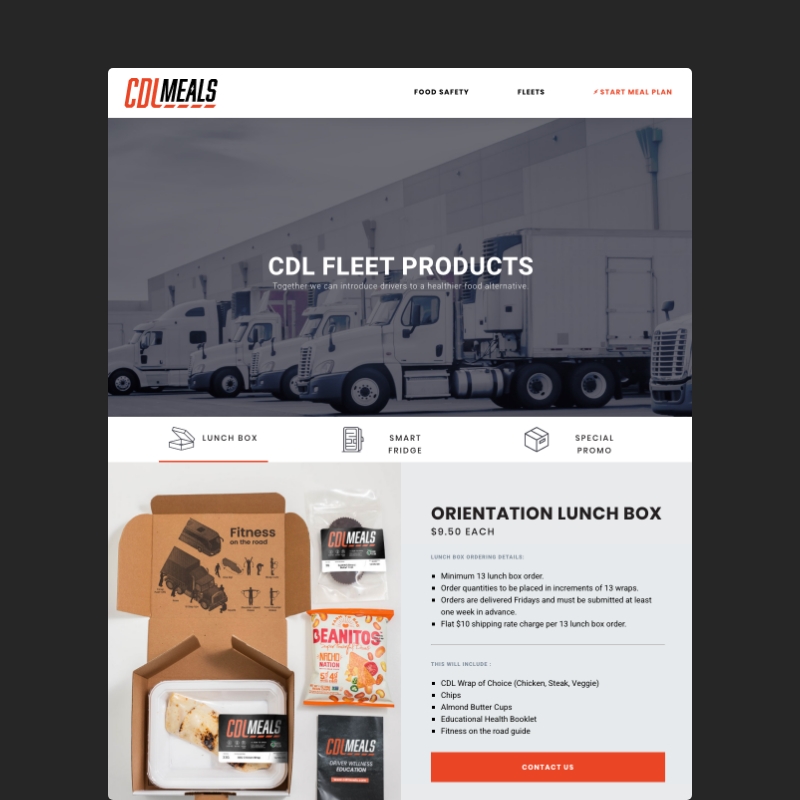 CDLMEALS
FOOD SAFETY
FLEETS
START MEAL PLAN
CDL FLEET PRODUCTS
Together we can introduce drivers to a healthier food alternative.
LUNCH BOX
SMART
FRIDGE
SPECIAL
PROMO
Fitness
on the road
CDLMEALS
BEANITOS
NACHO
NATION
CDLMEALS
CDLMEALS
DRIVER WELLNESS
EDUCATION
ORIENTATION LUNCH BOX
$9.50 EACH
LUNCH BOX ORDERING DETAILS:
Minimum 13 lunch box order.
Order quantities to be placed in increments of 13 wraps.
Orders are delivered Fridays and must be submitted at least
one week in advance.
Flat $10 shipping rate charge per 13 lunch box order.
THIS WILL INCLUDE :
CDL Wrap of Choice (Chicken, Steak, Veggie)
Chips
Almond Butter Cups
Educational Health Booklet
Fitness on the road guide
CONTACT US